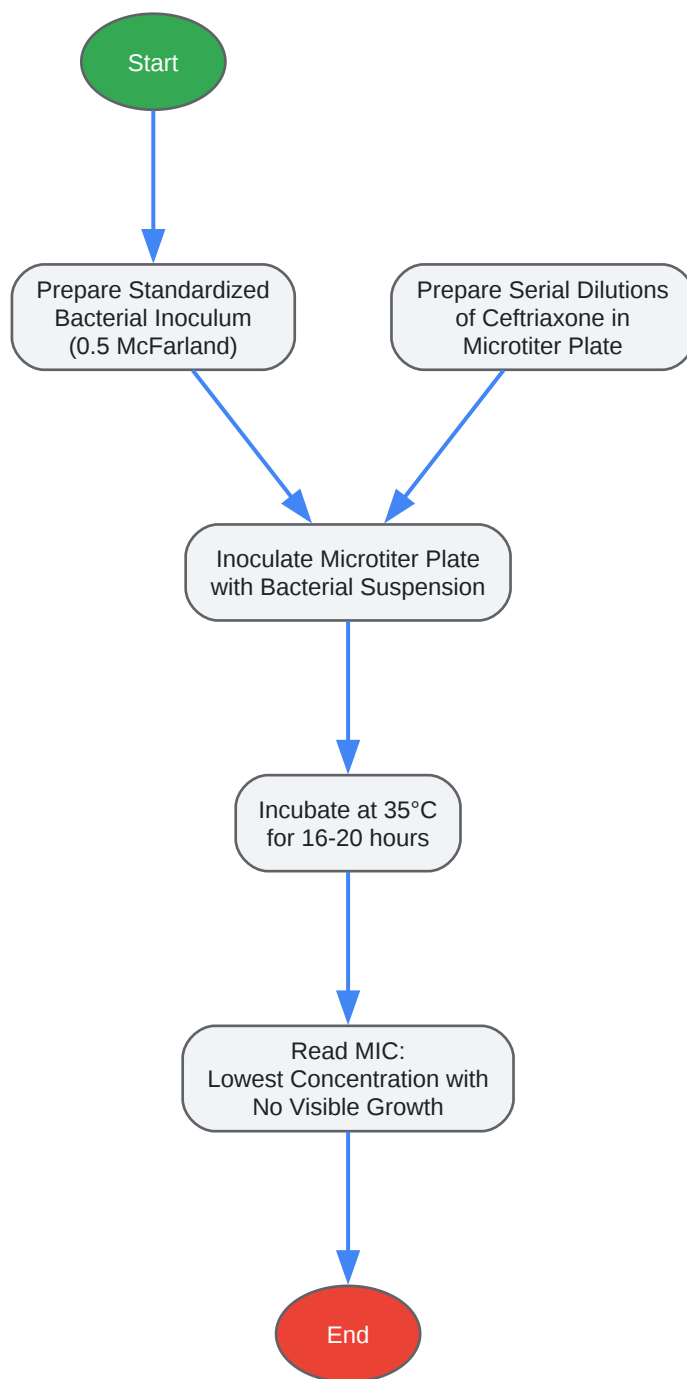 Start
Prepare Standardized
Bacterial Inoculum
(0.5 McFarland)
Prepare Serial Dilutions
of Ceftriaxone in
Microtiter Plate
Inoculate Microtiter Plate
with Bacterial Suspension
Incubate at 35°C
for 16-20 hours
Read MIC:
Lowest Concentration with
No Visible Growth
End